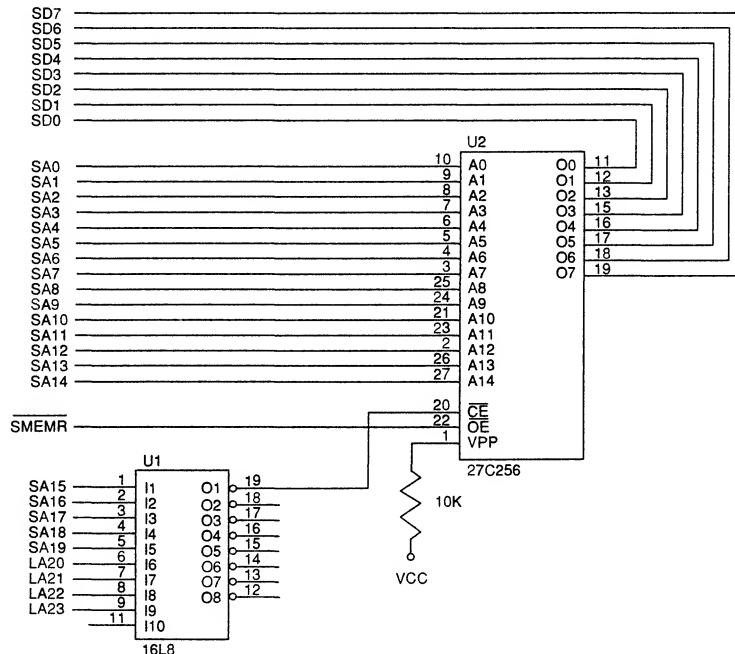 SD7
SD6
SD5
SD4
SD3
SD2
SD1
SD0
U2
SA0 10 A0 O0 11
SA1 9 A1 O1 12
SA2 8 A2 O2 13
SA3 7 A3 O3 15
SA4 6 A4 O4 16
SA5 5 A5 O5 17
SA6 4 A6 O6 18
SA7 3 A7 O7 19
SA8 25 A8
SA9 24 A9
SA10 21 A10
SA11 23 A11
SA12 2 A12
SA13 26 A13
SA14 27 A14
20 CE
SMEMR 22 OE
1 VPP
27C256
10K
VCC
U1
SA15 1 I1 O1 19
SA16 2 I2 O2 18
SA17 3 I3 O3 17
SA18 4 I4 O4 16
SA19 5 I5 O5 15
LA20 6 I6 O6 14
LA21 7 I7 O7 13
LA22 8 I8 O8 12
LA23 9 I9
11 I10
16L8